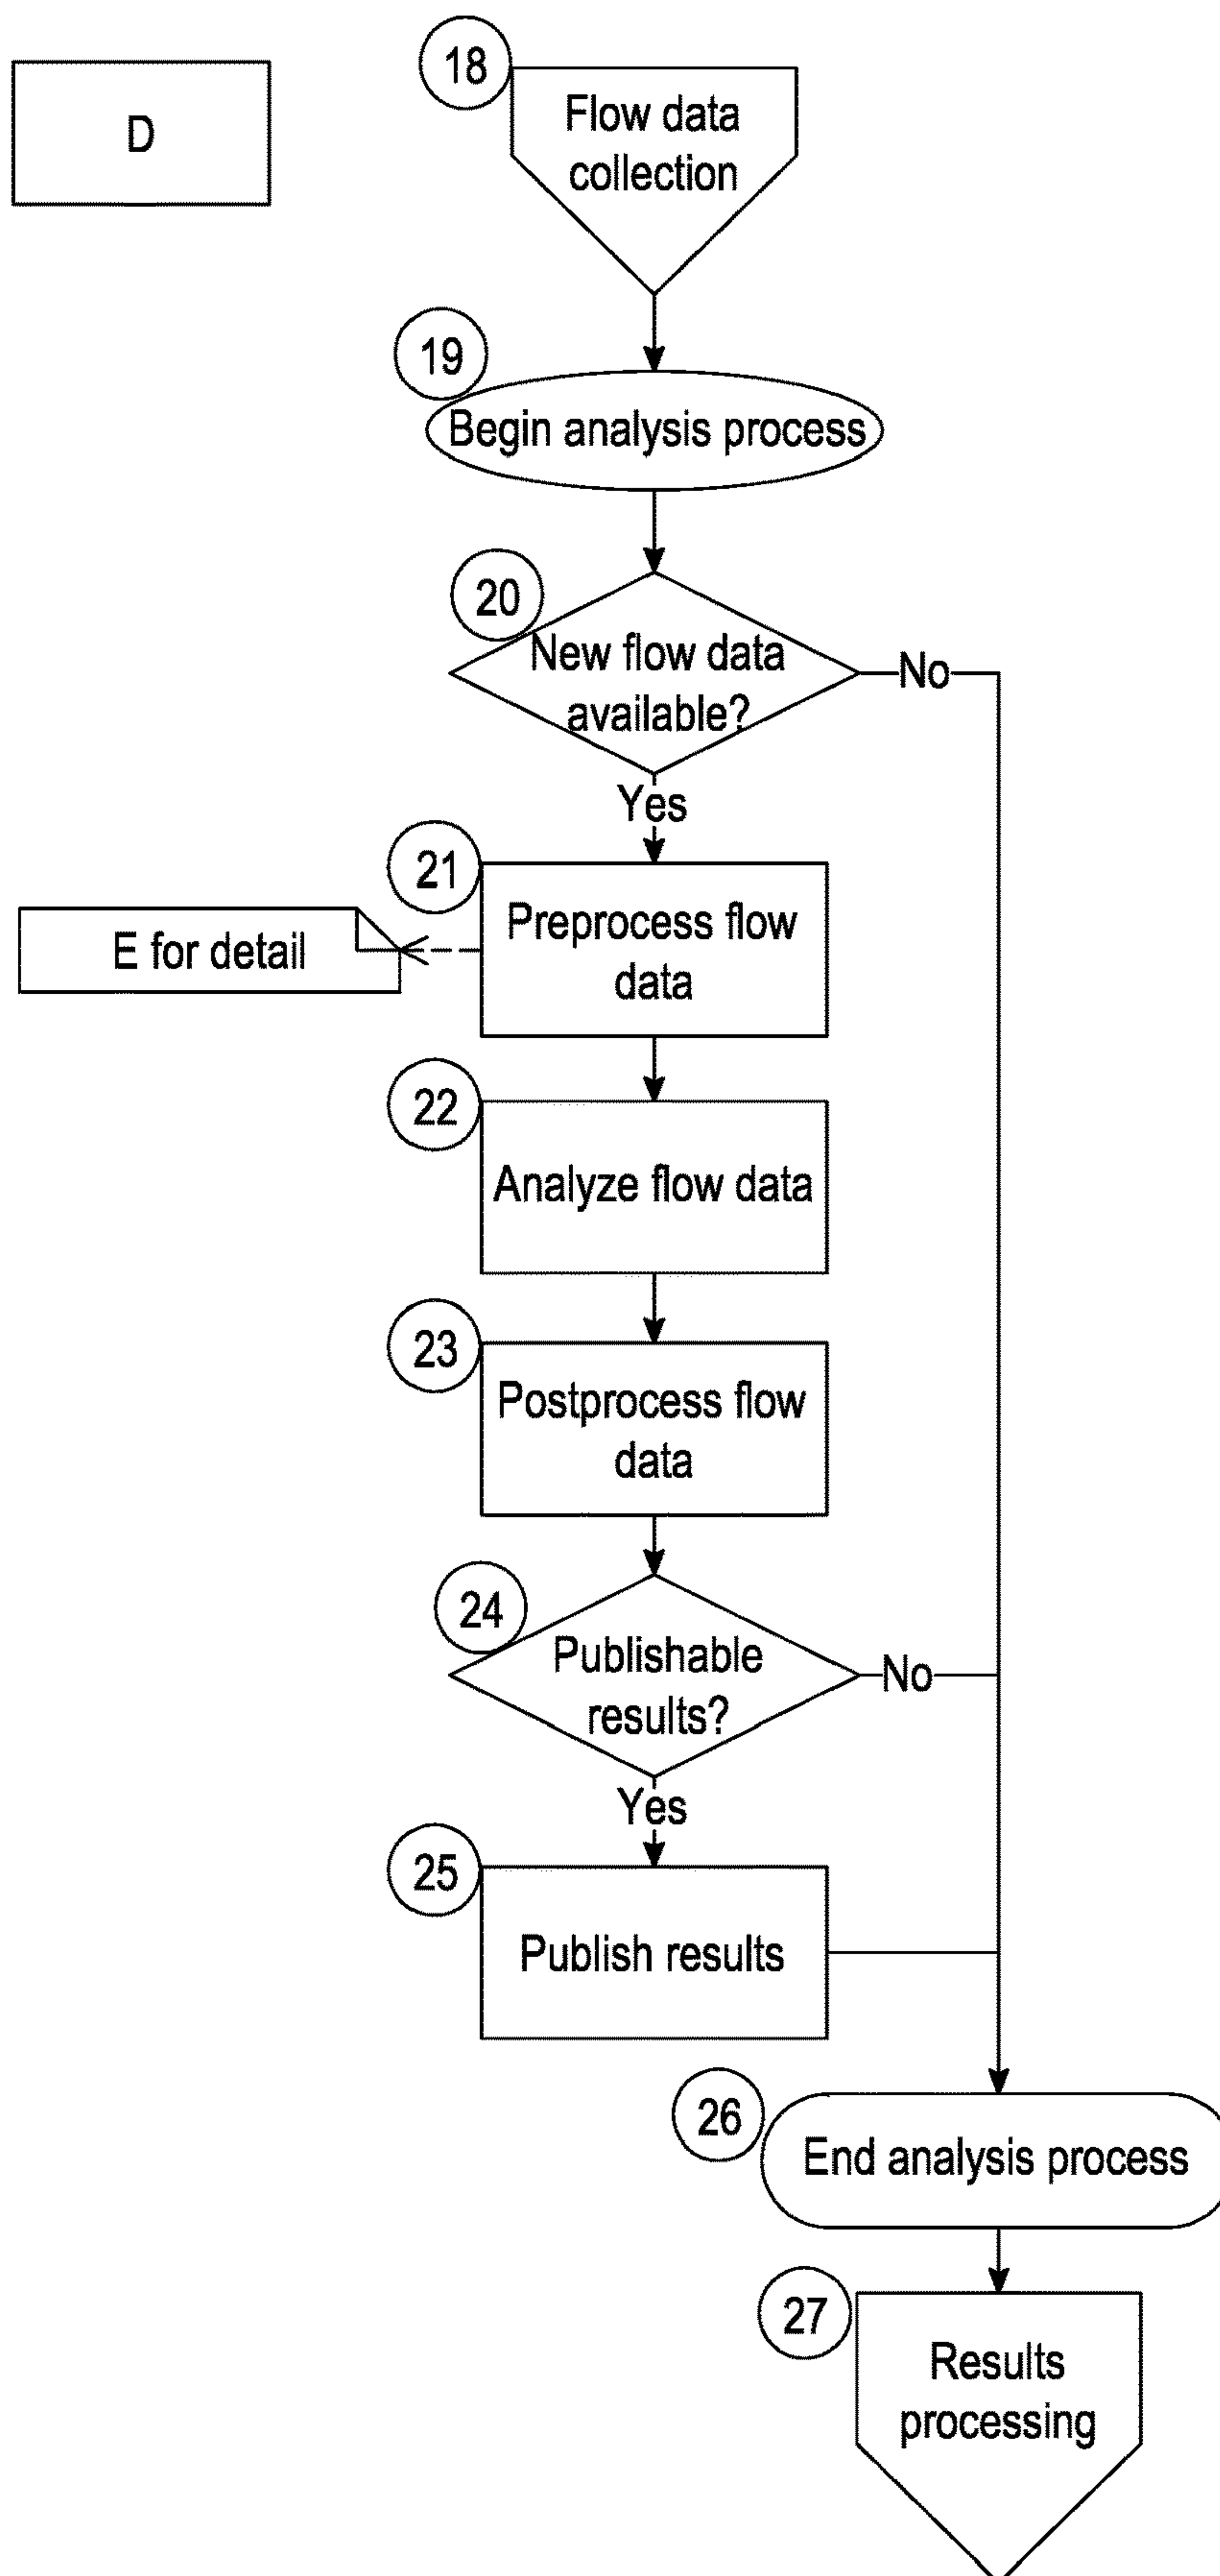 D
18
Flow data
collection
19
Begin analysis process
20
New flow data
available?
No
Yes
21
Preprocess flow
data
E for detail
22
Analyze flow data
23
Postprocess flow
data
24
Publishable
results?
No
Yes
25
Publish results
26
End analysis process
27
Results
processing